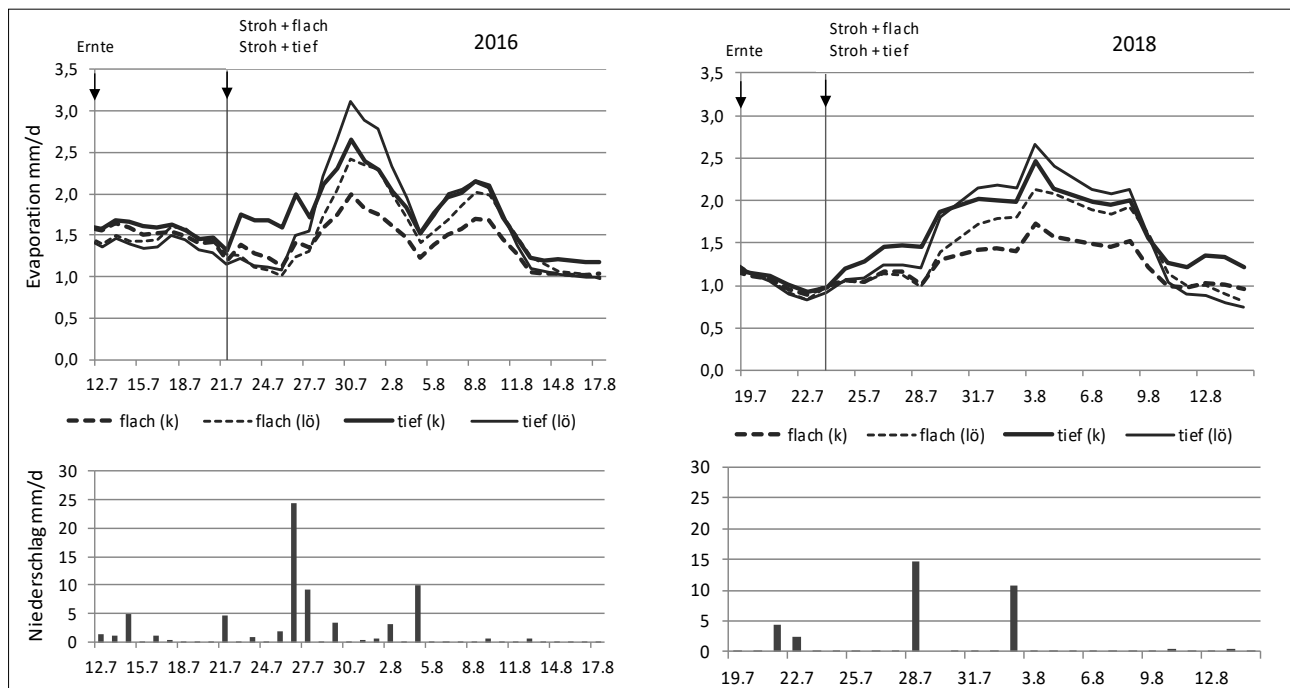 Ernte
Stroh + flach
Stroh + tief
2016
3,5
3,0
2,5
2,0
1,5
1,0
0,5
0,0
Evaporation mm/d
12.7 15.7 18.7 21.7 24.7 27.7 30.7 2.8 5.8 8.8 11.8 14.8 17.8
flach (k) flach (lö) tief (k) tief (lö)
30
25
20
15
10
5
0
Niederschlag mm/d
12.7 15.7 18.7 21.7 24.7 27.7 30.7 2.8 5.8 8.8 11.8 14.8 17.8
Ernte
Stroh + flach
Stroh + tief
2018
3,5
3,0
2,5
2,0
1,5
1,0
0,5
0,0
19.7 22.7 25.7 28.7 31.7 3.8 6.8 9.8 12.8
flach (k) flach (lö) tief (k) tief (lö)
30
25
20
15
10
5
0
19.7 22.7 25.7 28.7 31.7 3.8 6.8 9.8 12.8